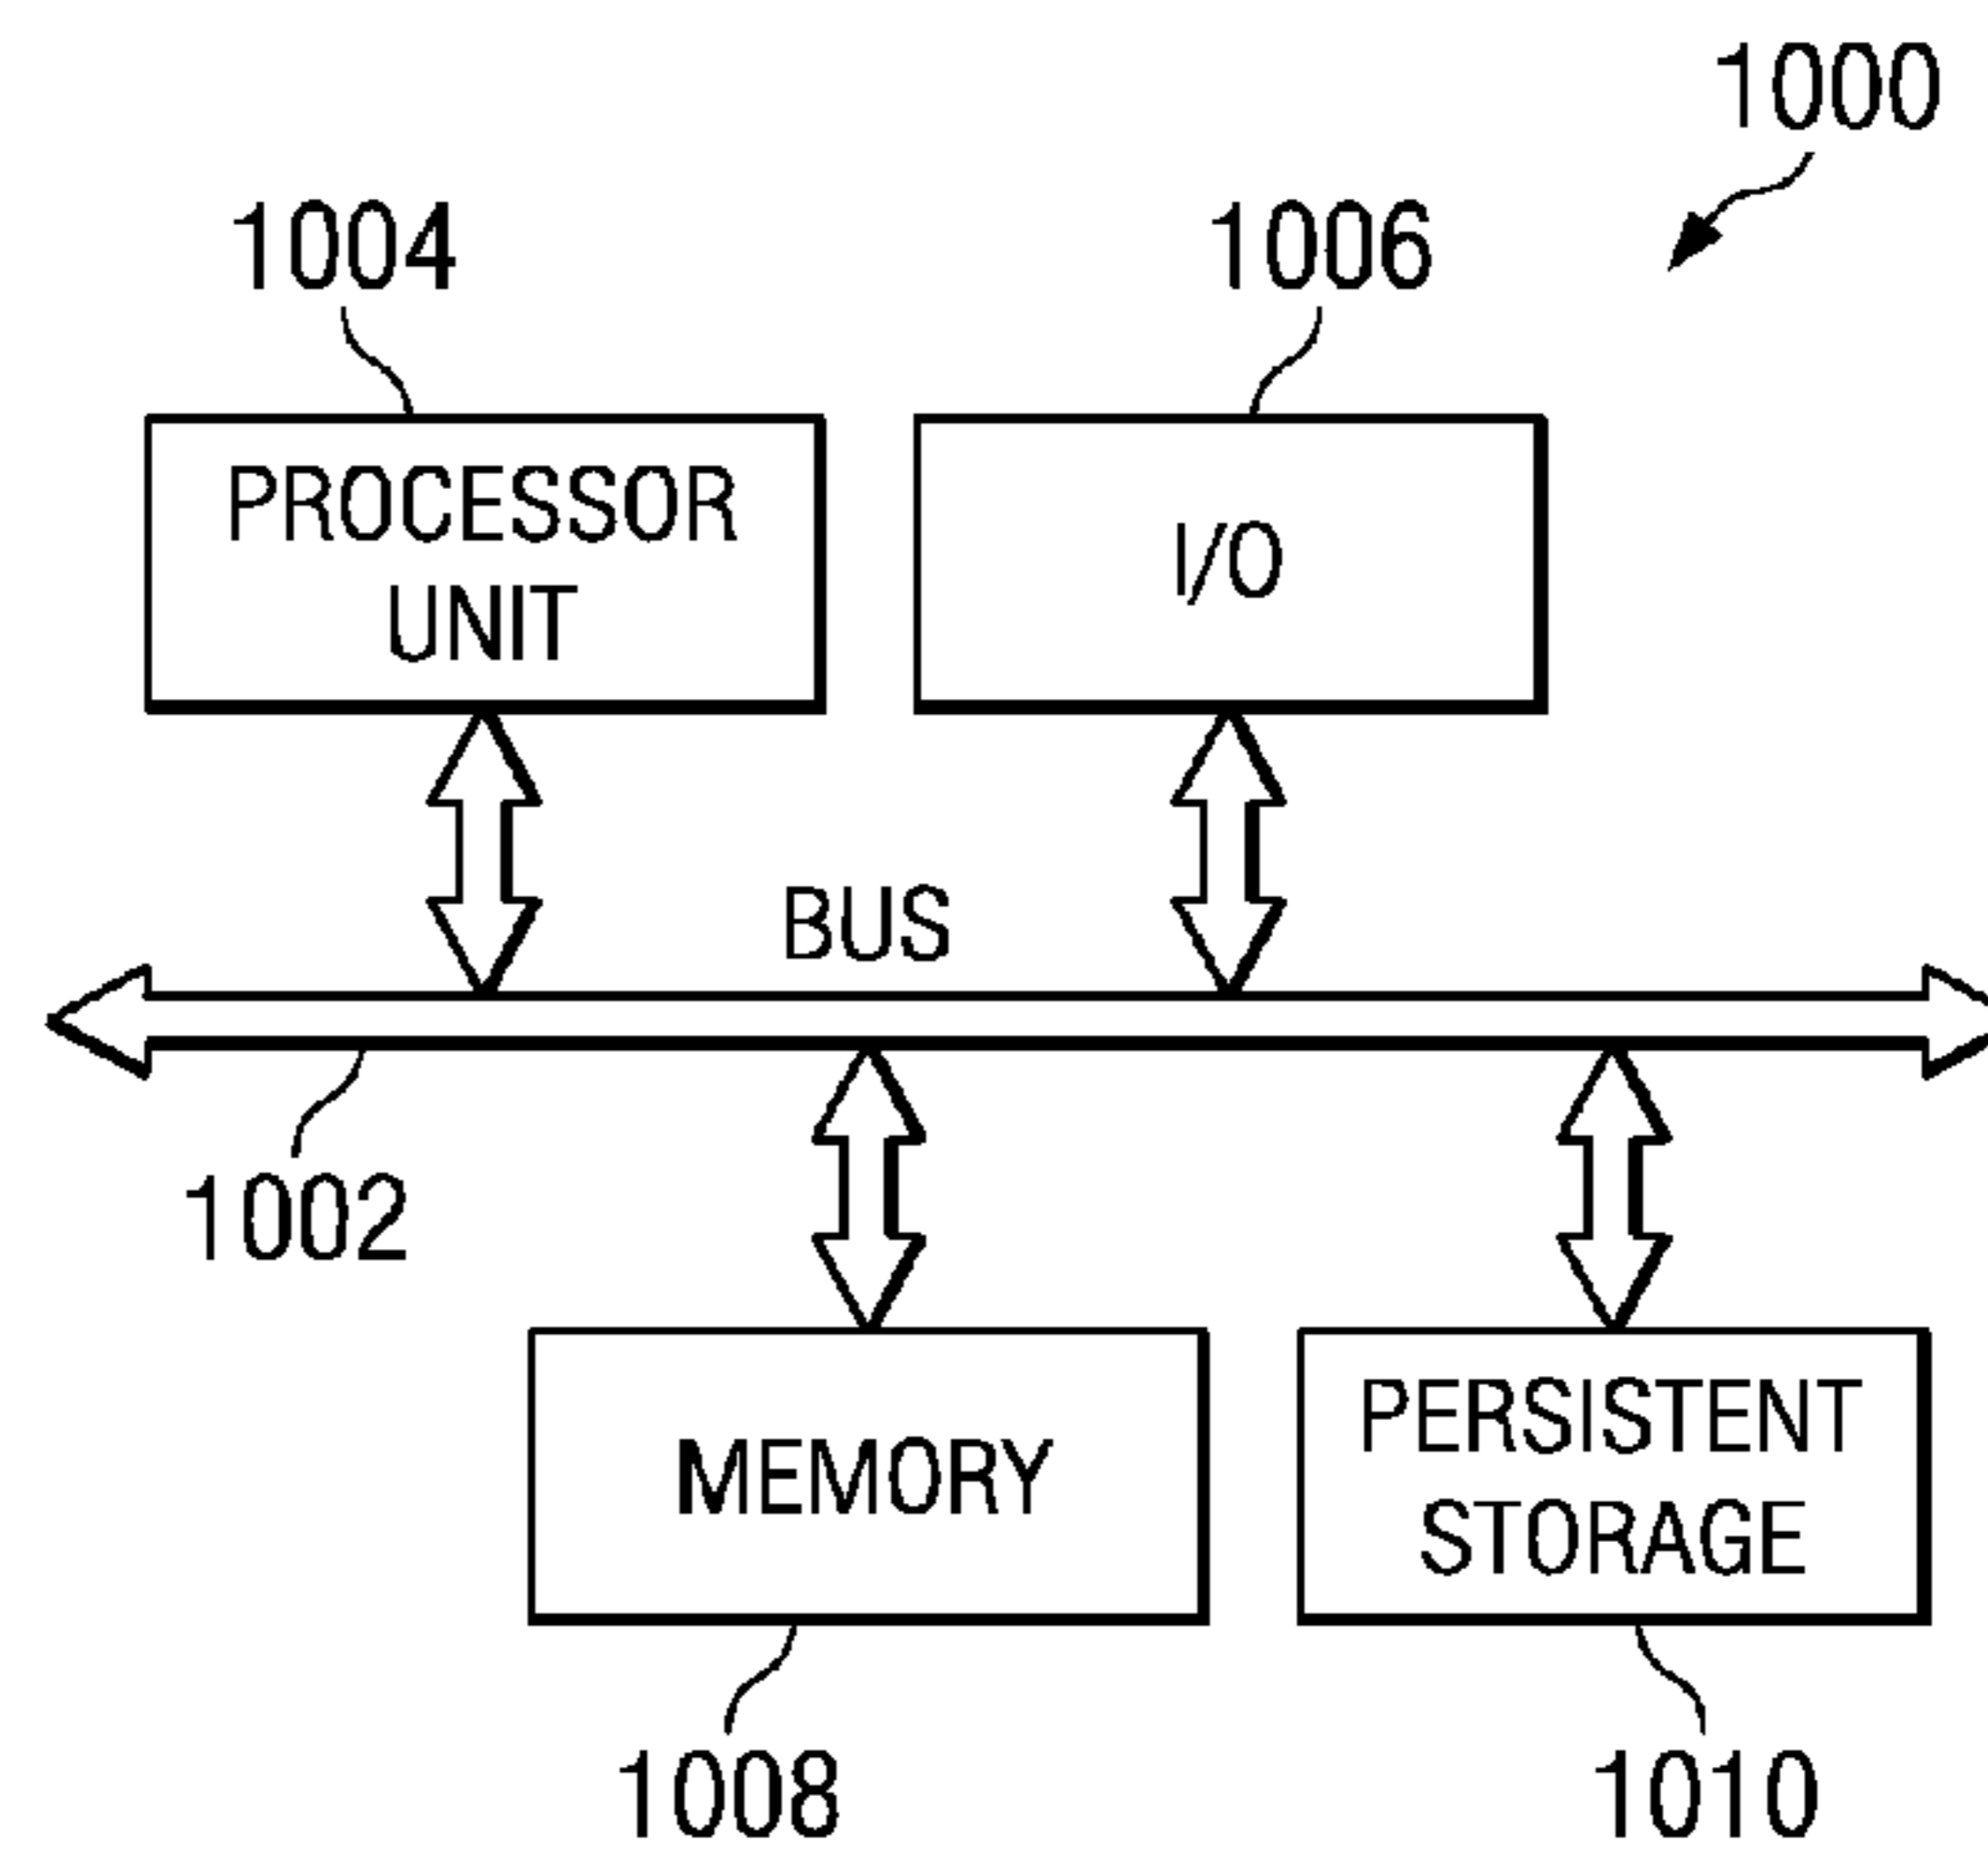 1000
1004
1006
PROCESSOR
UNIT
I/O
BUS
1002
MEMORY
PERSISTENT
STORAGE
1008
1010